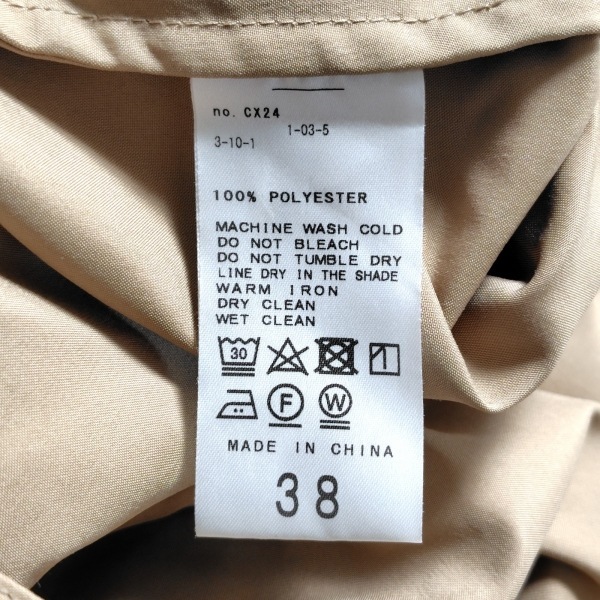 no. CX24
1-03-5
3-10-1
100% POLYESTER
MACHINE WASH COLD
DO NOT BLEACH
DO NOT TUMBLE DRY
LINE DRY IN THE SHADE
WARM IRON
DRY CLEAN
WET CLEAN
30
F W
MADE IN CHINA
38